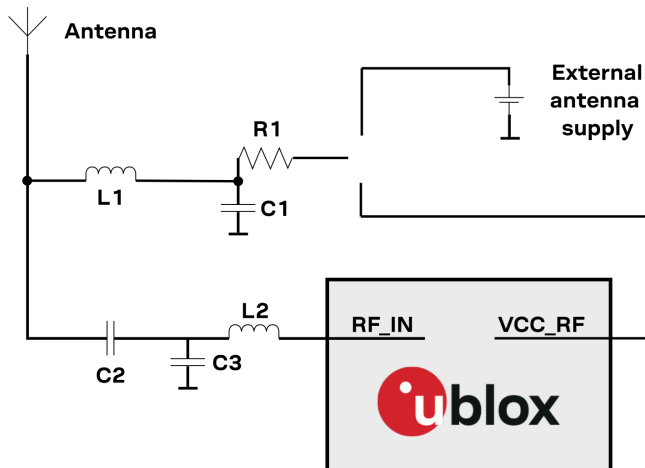 Antenna
External
antenna
supply
R1
L1
C1
L2
RF_IN
VCC_RF
C2
C3
ublox